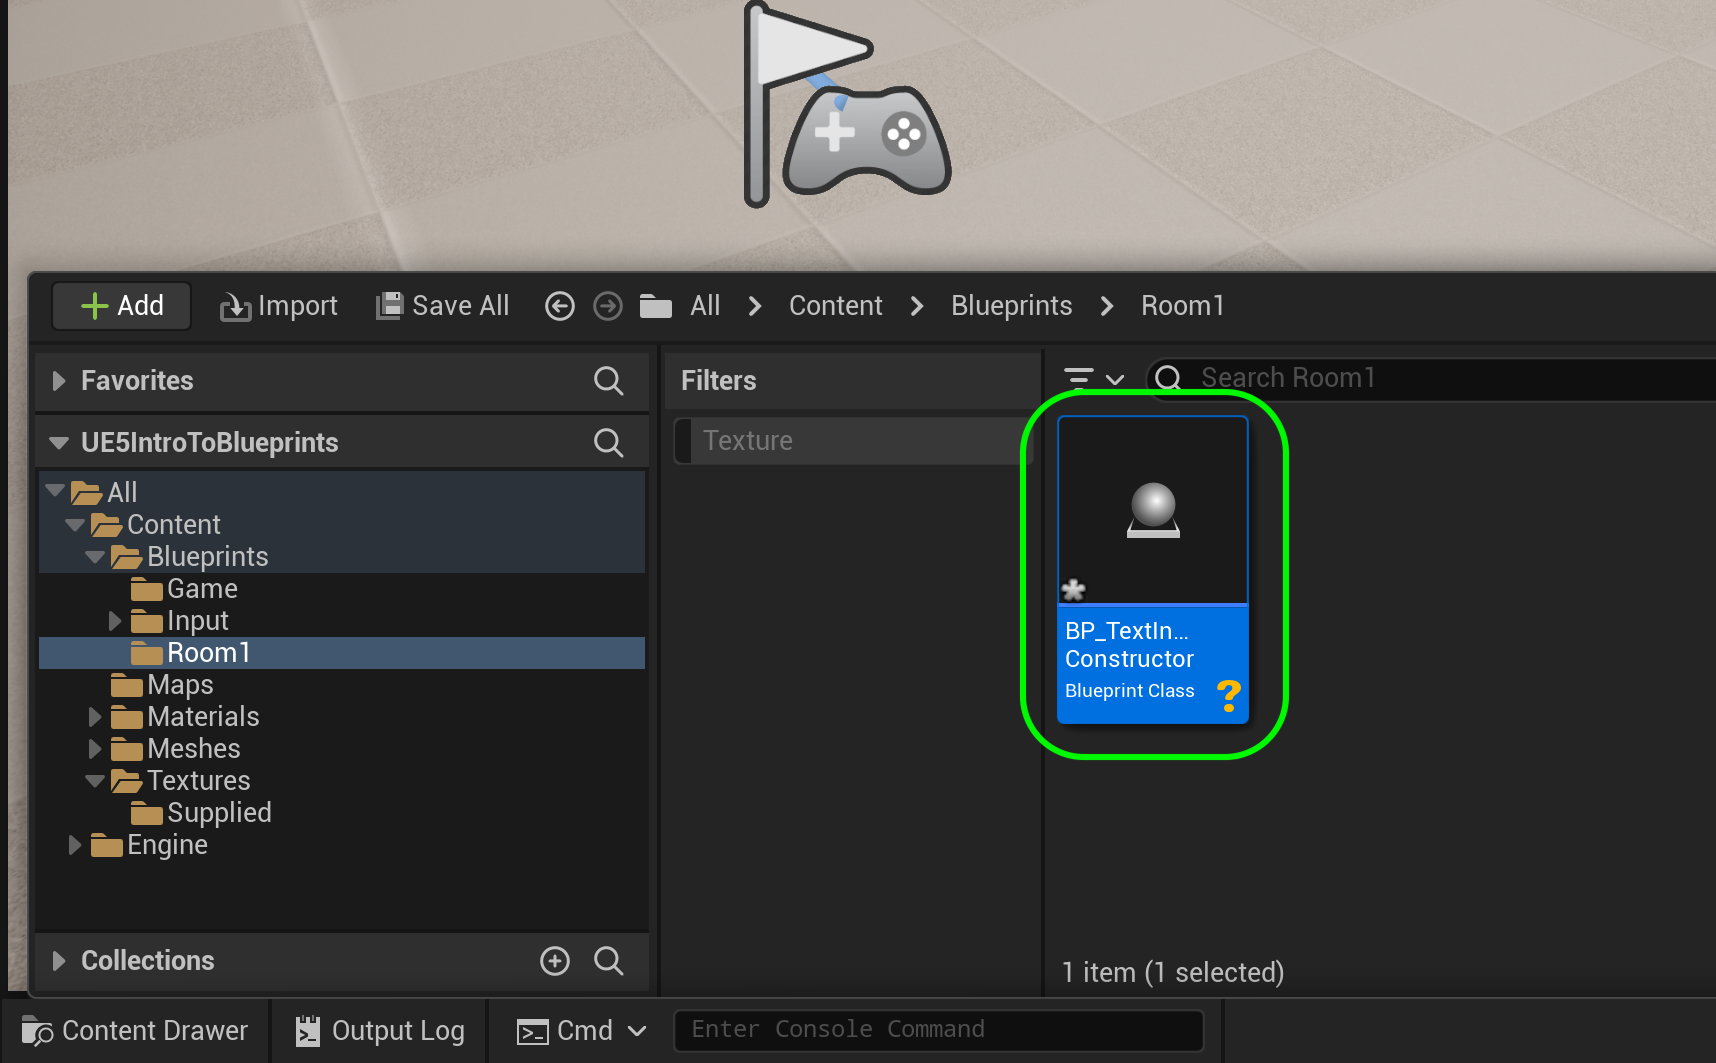 Add
Import
Save All
All
Content
Blueprints
Room1
Favorites
Filters
Search Room1
UE5IntroToBlueprints
Texture
All
Content
Blueprints
Game
Input
Room1
Maps
Materials
Meshes
Textures
Supplied
Engine
BP_TextIn...
Constructor
Blueprint Class
?
Collections
1 item (1 selected)
Content Drawer
Output Log
Cmd
Enter Console Command